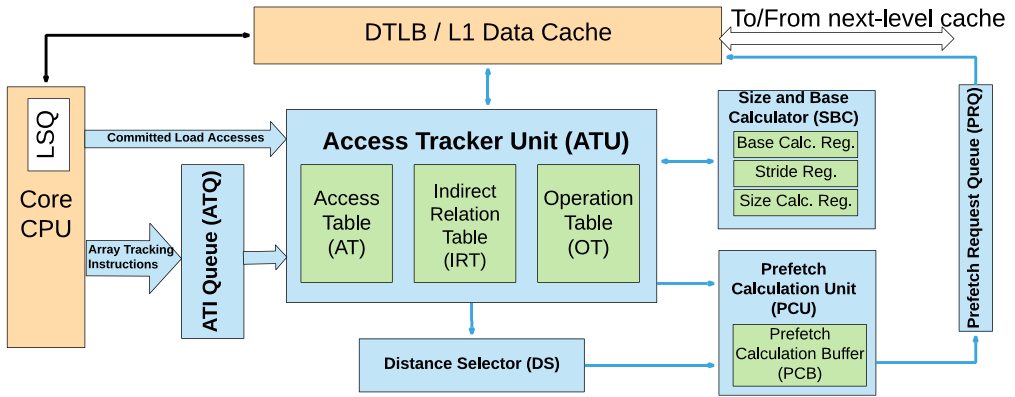 To/From next-level cache
DTLB / L1 Data Cache
LSQ
Core
CPU
Committed Load Accesses
Array Tracking
Instructions
ATI Queue (ATQ)
Access Tracker Unit (ATU)
Access
Table
(AT)
Indirect
Relation
Table
(IRT)
Operation
Table
(OT)
Distance Selector (DS)
Size and Base
Calculator (SBC)
Base Calc. Reg.
Stride Reg.
Size Calc. Reg.
Prefetch
Calculation Unit
(PCU)
Prefetch
Calculation Buffer
(PCB)
Prefetch Request Queue (PRQ)